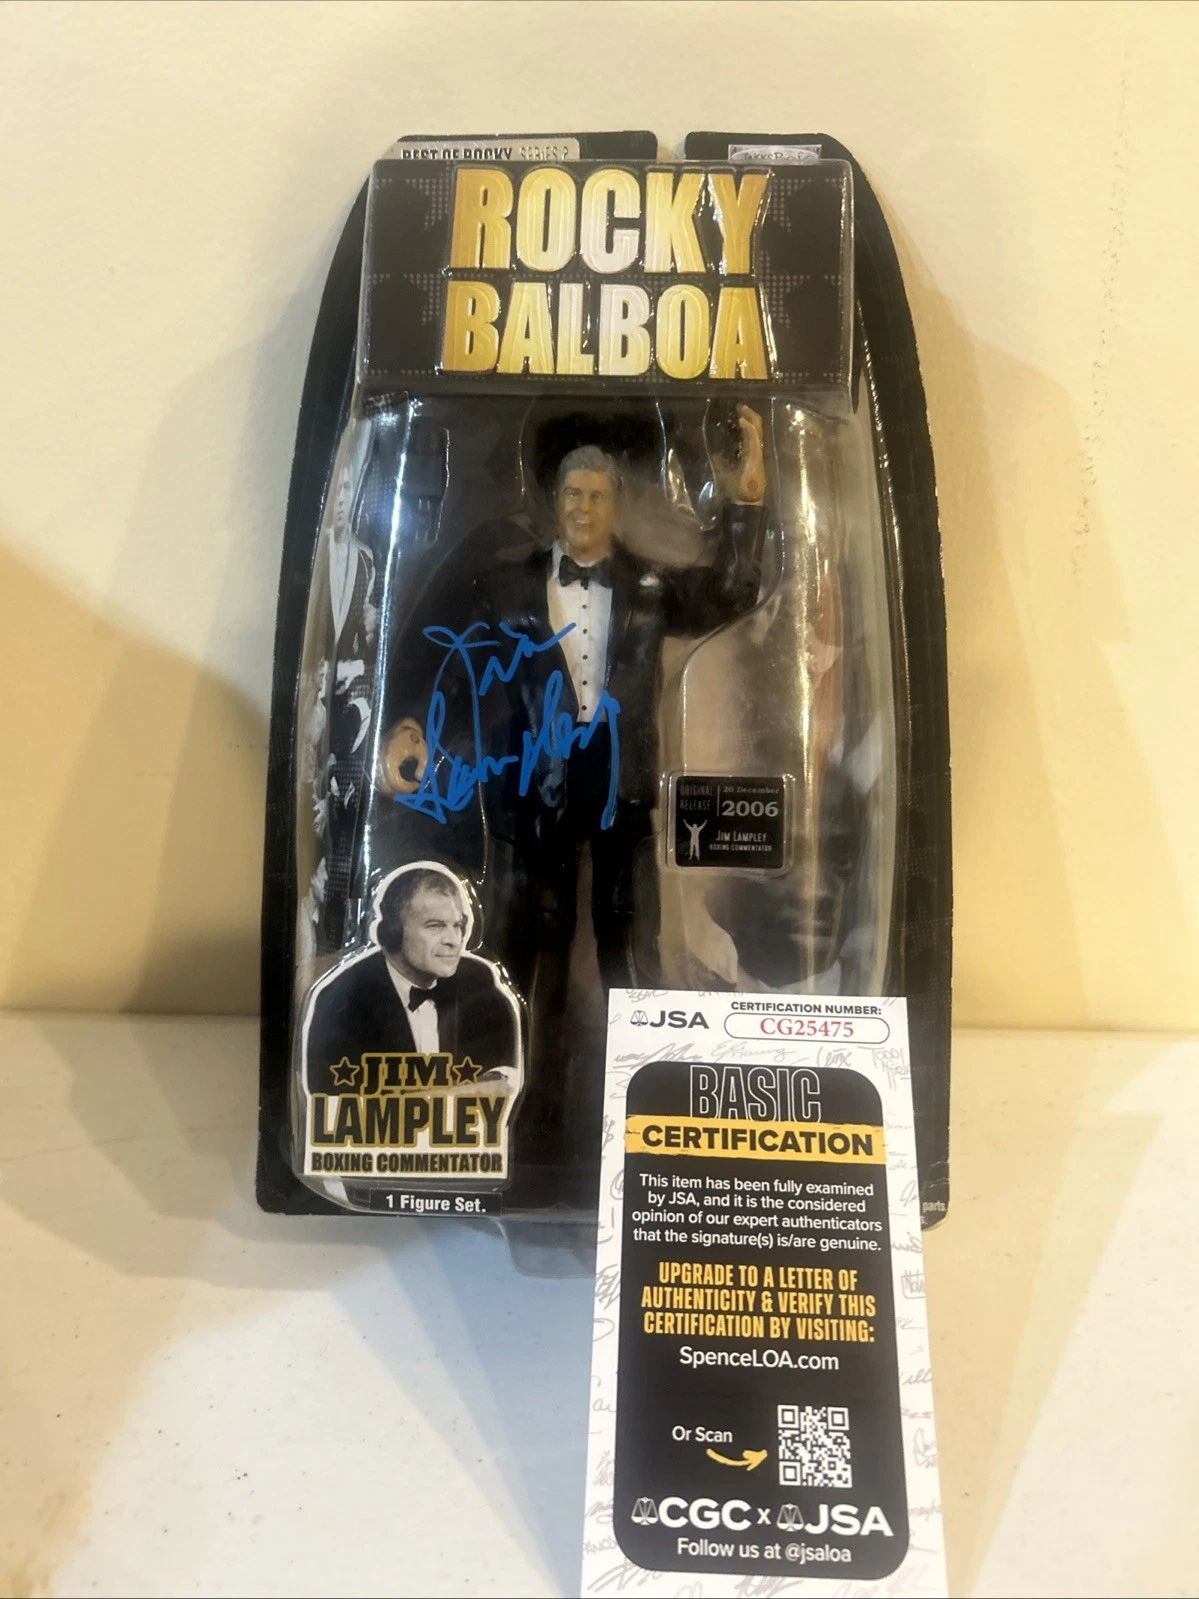 BEST OF ROCKY SERIES 2
ROCKY
BALBOA
Jim
Lampley
ORIGINAL
RELEASE
20 December
2006
JIM LAMPLEY
BOXING COMMENTATOR
JIM
LAMPLEY
BOXING COMMENTATOR
1 Figure Set.
parts
JSA
CERTIFICATION NUMBER:
CG25475
BASIC
CERTIFICATION
This item has been fully examined
by JSA, and it is the considered
opinion of our expert authenticators
that the signature(s) is/are genuine.
UPGRADE TO A LETTER OF
AUTHENTICITY & VERIFY THIS
CERTIFICATION BY VISITING:
SpenceLOA.com
Or Scan
CGC x JSA
Follow us at @jsaloa